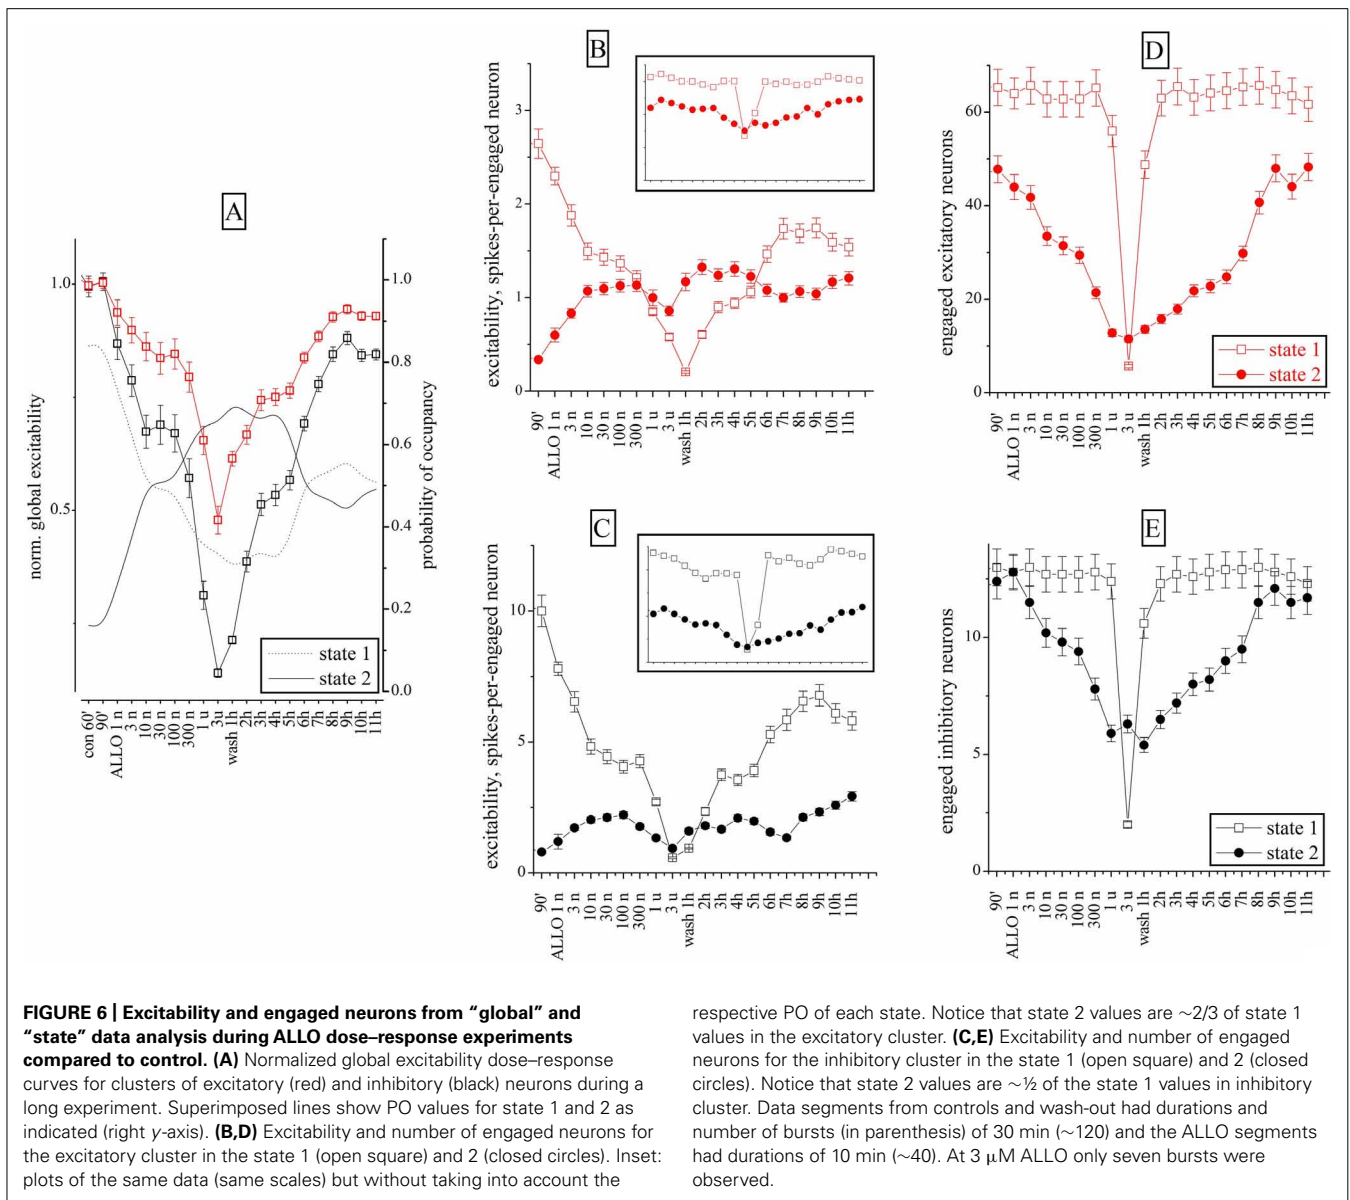 A
norm. global excitability
1.0
0.5
probability of occupancy
1.0
0.8
0.6
0.4
0.2
0.0
state 1
state 2
con 60'
90'
ALLO 1 n
3 n
10 n
30 n
100 n
300 n
1 u
3u
wash 1h
2h
3h
4h
5h
6h
7h
8h
9h
10h
11h
B
excitability, spikes-per-engaged neuron
3
2
1
0
90'
ALLO 1 n
3 n
10 n
30 n
100 n
300 n
1 u
3 u
wash 1h
2h
3h
4h
5h
6h
7h
8h
9h
10h
11h
C
excitability, spikes-per-engaged neuron
10
5
0
90'
ALLO 1 n
3 n
10 n
30 n
100 n
300 n
1 u
3 u
wash 1h
2h
3h
4h
5h
6h
7h
8h
9h
10h
11h
D
engaged excitatory neurons
60
40
20
0
state 1
state 2
90'
ALLO 1 n
3 n
10 n
30 n
100 n
300 n
1 u
3 u
wash 1h
2h
3h
4h
5h
6h
7h
8h
9h
10h
11h
E
engaged inhibitory neurons
10
5
0
state 1
state 2
90'
ALLO 1 n
3 n
10 n
30 n
100 n
300 n
1 u
3 u
wash 1h
2h
3h
4h
5h
6h
7h
8h
9h
10h
11h
FIGURE 6 | Excitability and engaged neurons from “global” and
“state” data analysis during ALLO dose–response experiments
compared to control. (A) Normalized global excitability dose–response
curves for clusters of excitatory (red) and inhibitory (black) neurons during a
long experiment. Superimposed lines show PO values for state 1 and 2 as
indicated (right y-axis). (B,D) Excitability and number of engaged neurons for
the excitatory cluster in the state 1 (open square) and 2 (closed circles). Inset:
plots of the same data (same scales) but without taking into account the
respective PO of each state. Notice that state 2 values are ∼2/3 of state 1
values in the excitatory cluster. (C,E) Excitability and number of engaged
neurons for the inhibitory cluster in the state 1 (open square) and 2 (closed
circles). Notice that state 2 values are ∼½ of the state 1 values in inhibitory
cluster. Data segments from controls and wash-out had durations and
number of bursts (in parenthesis) of 30 min (∼120) and the ALLO segments
had durations of 10 min (∼40). At 3 μM ALLO only seven bursts were
observed.